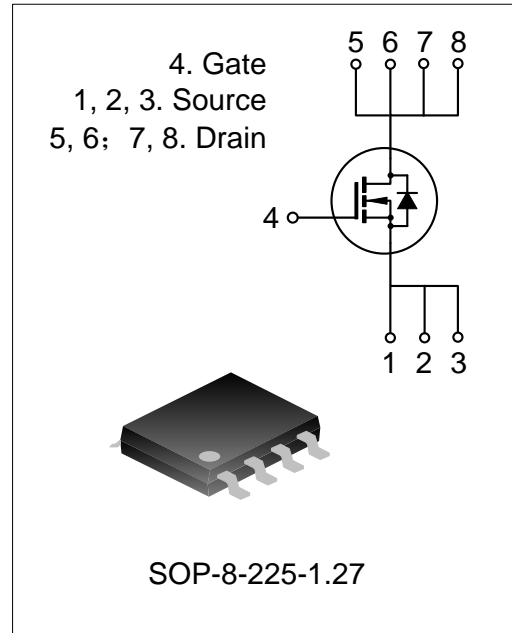 5 6 7 8
4. Gate
1, 2, 3. Source
5, 6；7, 8. Drain
4
1 2 3
SOP-8-225-1.27